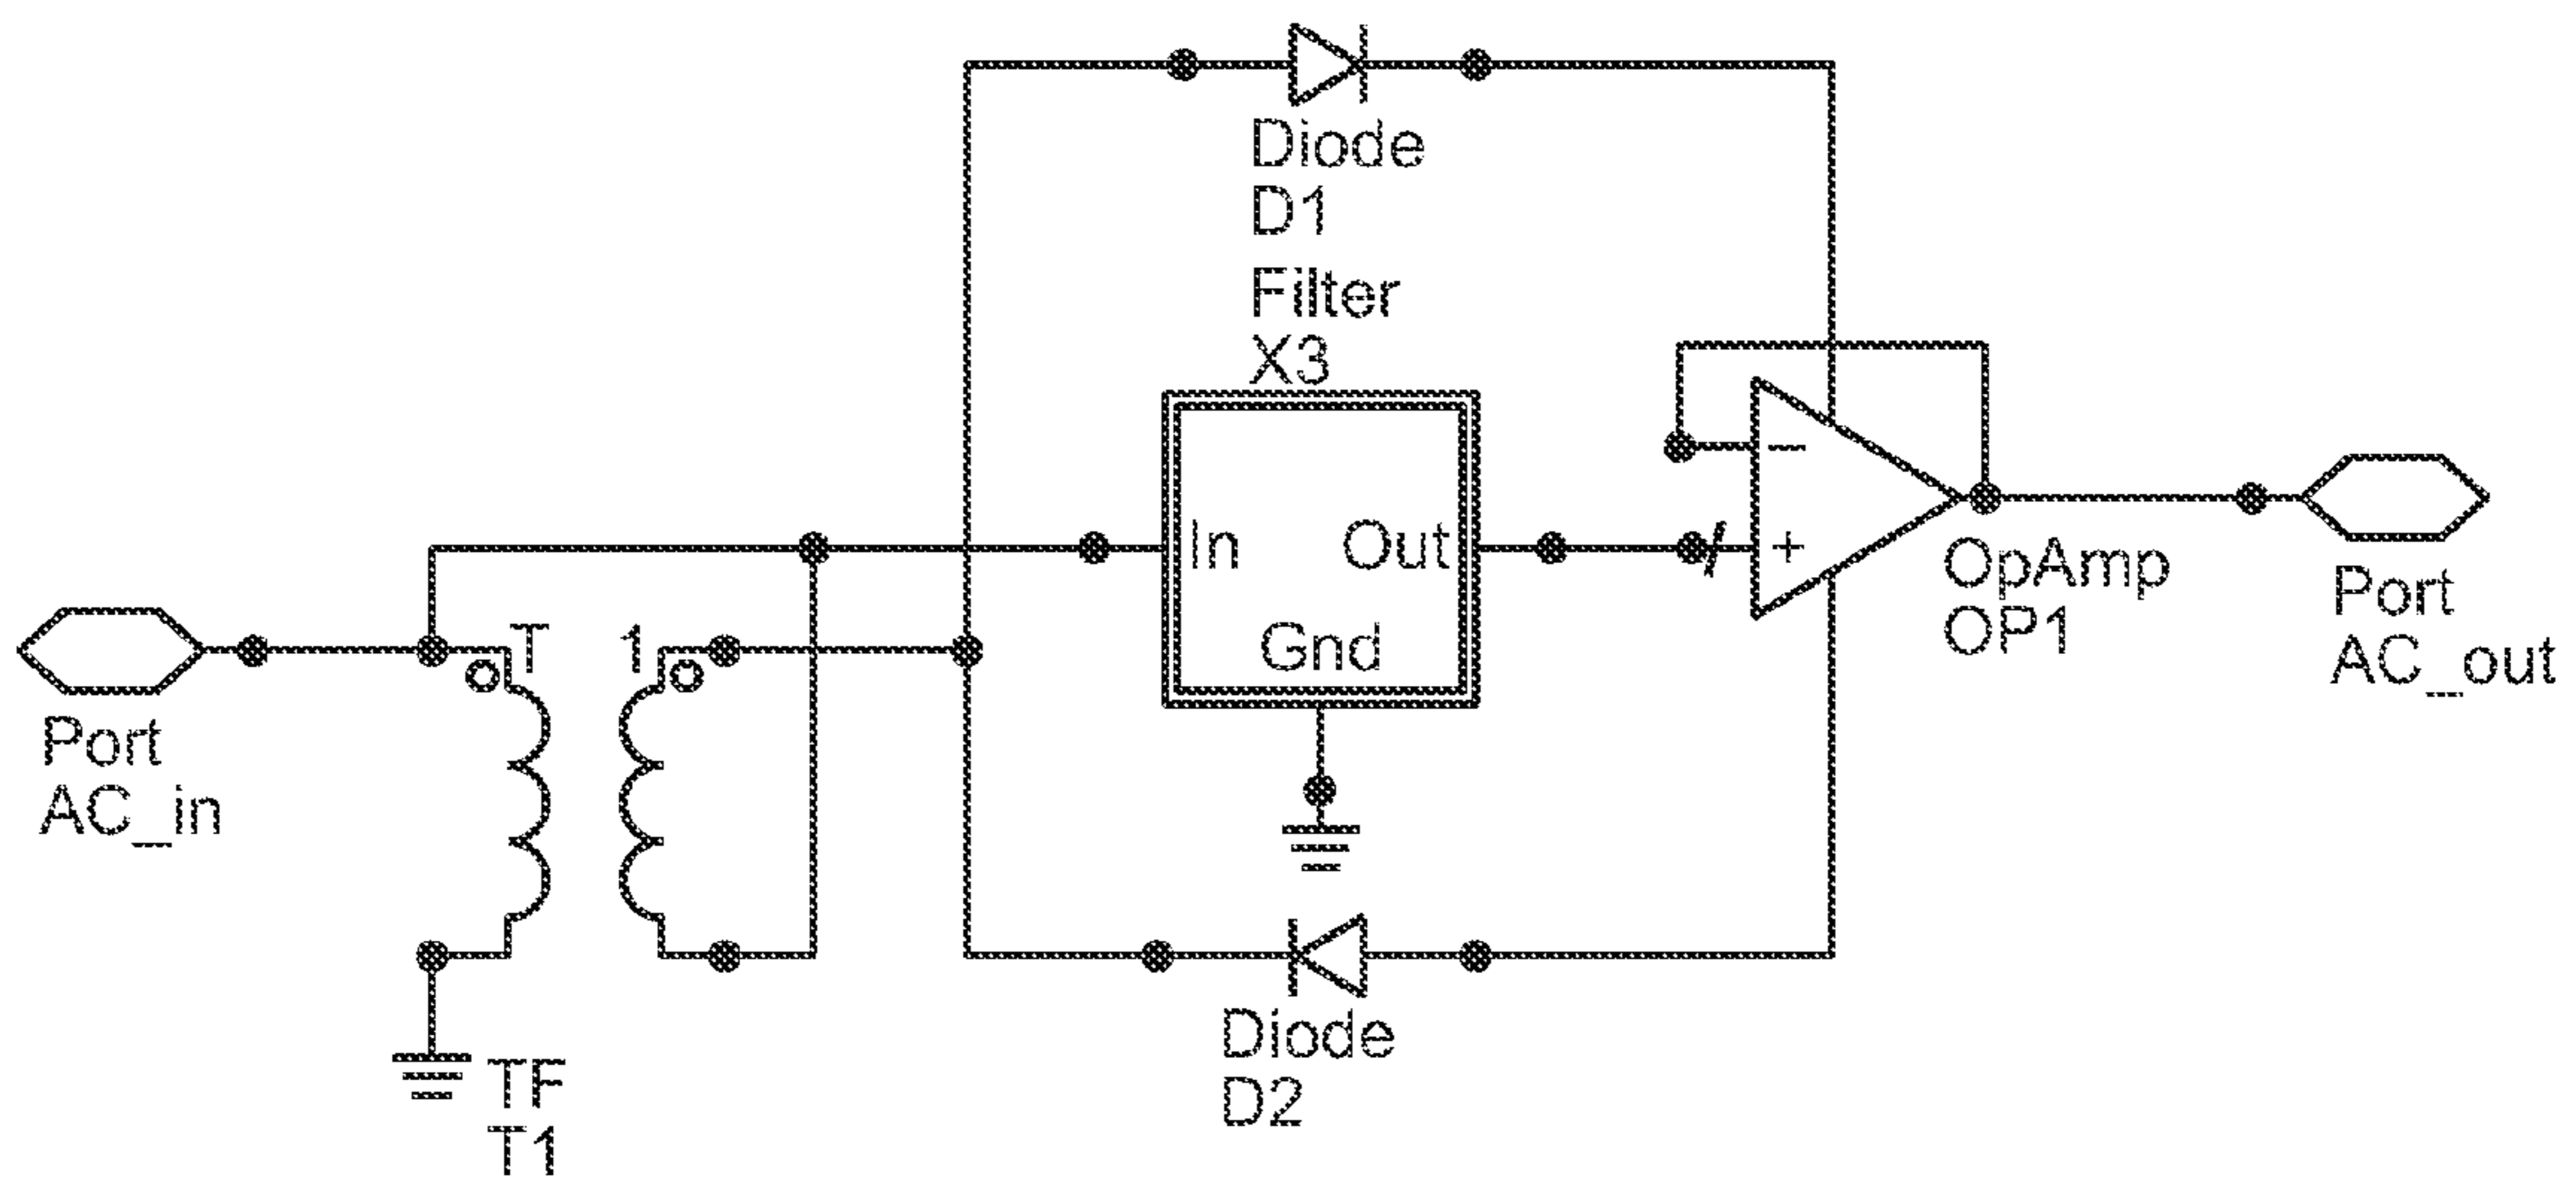 Diode
D1
Filter
X3
In
Out
Gnd
−
+
OpAmp
OP1
Port
AC_out
T
1
Port
AC_in
TF
T1
Diode
D2